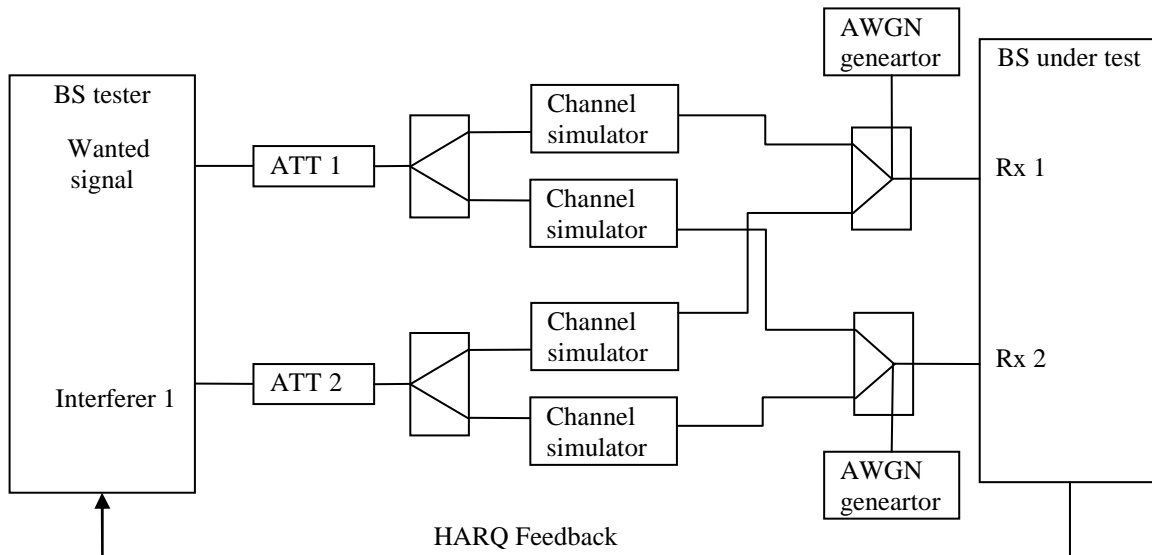 AWGN
geneartor
BS under test
BS tester
Wanted
signal
ATT 1
Channel
simulator
Channel
simulator
Rx 1
Interferer 1
ATT 2
Channel
simulator
Channel
simulator
Rx 2
AWGN
geneartor
HARQ Feedback